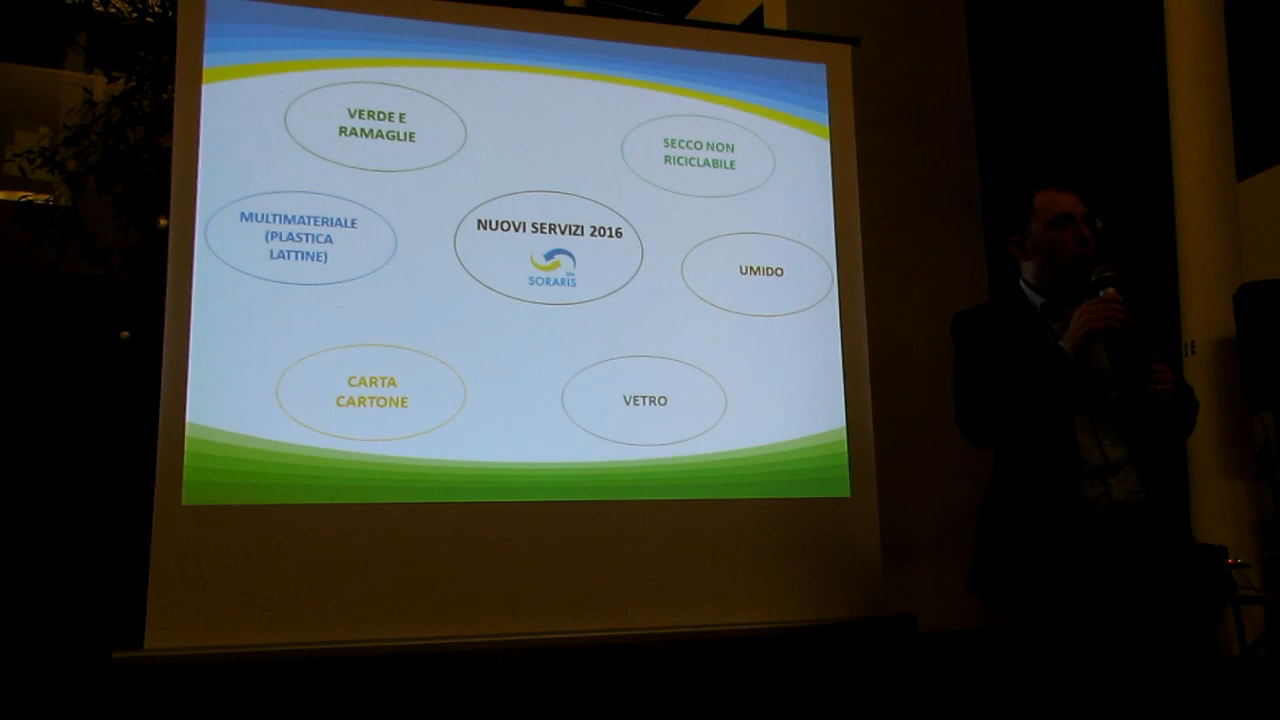 VERDE E
RAMAGLIE
SECCO NON
RICICLABILE
MULTIMATERIALE
(PLASTICA
LATTINE)
NUOVI SERVIZI 2016
SORARIS
UMIDO
CARTA
CARTONE
VETRO